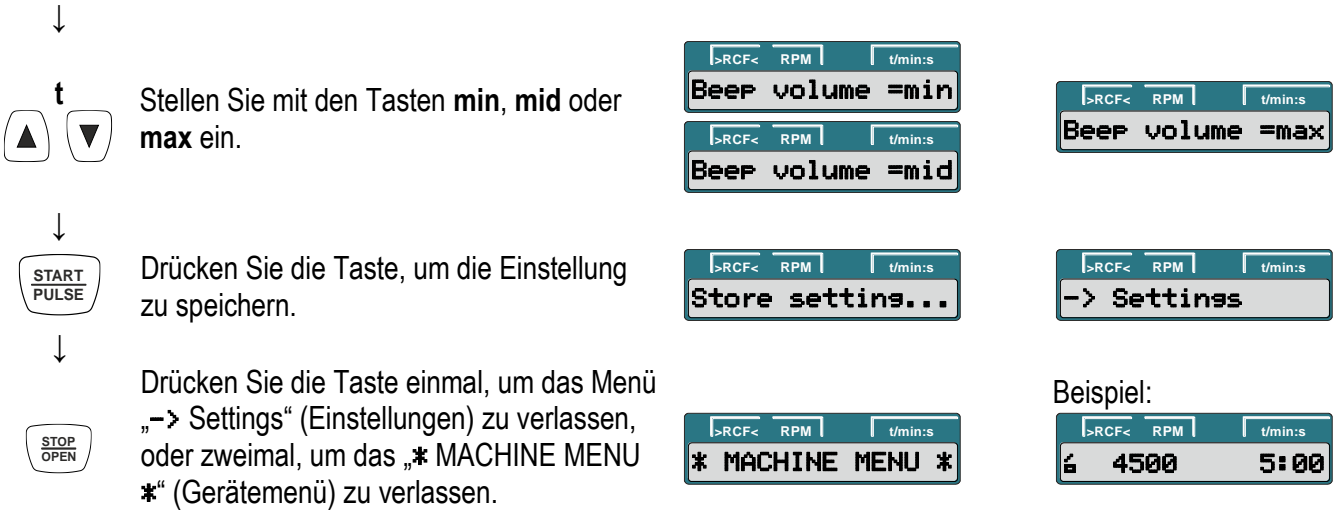 ↓
t
Stellen Sie mit den Tasten min, mid oder
max ein.
>RCF< RPM t/min:s
Beep volume =min
>RCF< RPM t/min:s
Beep volume =mid
>RCF< RPM t/min:s
Beep volume =max
↓
START
PULSE
Drücken Sie die Taste, um die Einstellung
zu speichern.
>RCF< RPM t/min:s
Store setting...
>RCF< RPM t/min:s
-> Settings
↓
STOP
OPEN
Drücken Sie die Taste einmal, um das Menü
„-> Settings“ (Einstellungen) zu verlassen,
oder zweimal, um das „* MACHINE MENU
*“ (Gerätemenü) zu verlassen.
>RCF< RPM t/min:s
* MACHINE MENU *
Beispiel:
>RCF< RPM t/min:s
4500 5:00